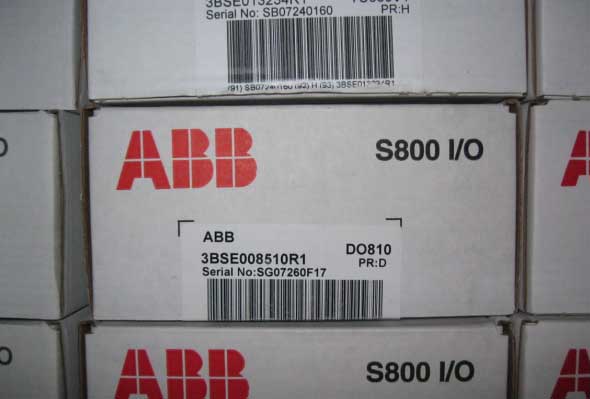 3BSE013234R1
Serial No: SB07240160
PR:H
ABB
S800 I/O
ABB
3BSE008510R1
DO810
Serial No:SG07260F17
PR:D
ABB
S800 I/O